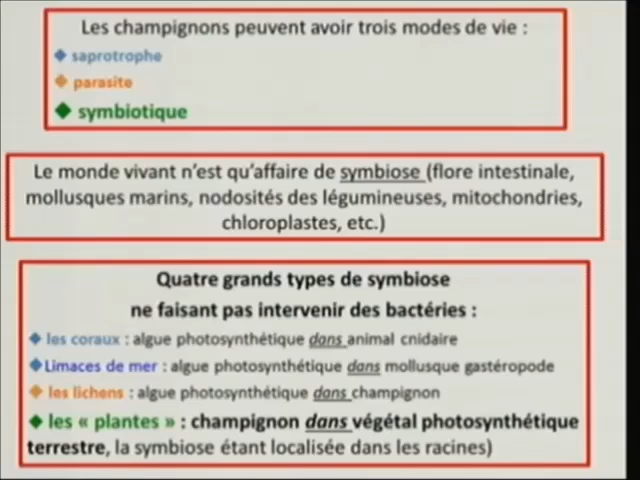 Les champignons peuvent avoir trois modes de vie :
◆ saprotrophe
◆ parasite
◆ symbiotique
Le monde vivant n'est qu'affaire de symbiose (flore intestinale,
mollusques marins, nodosités des légumineuses, mitochondries,
chloroplastes, etc.)
Quatre grands types de symbiose
ne faisant pas intervenir des bactéries :
◆ les coraux : algue photosynthétique dans animal cnidaire
◆Limaces de mer : algue photosynthétique dans mollusque gastéropode
◆ les lichens : algue photosynthétique dans champignon
◆ les « plantes » : champignon dans végétal photosynthétique
terrestre, la symbiose étant localisée dans les racines)